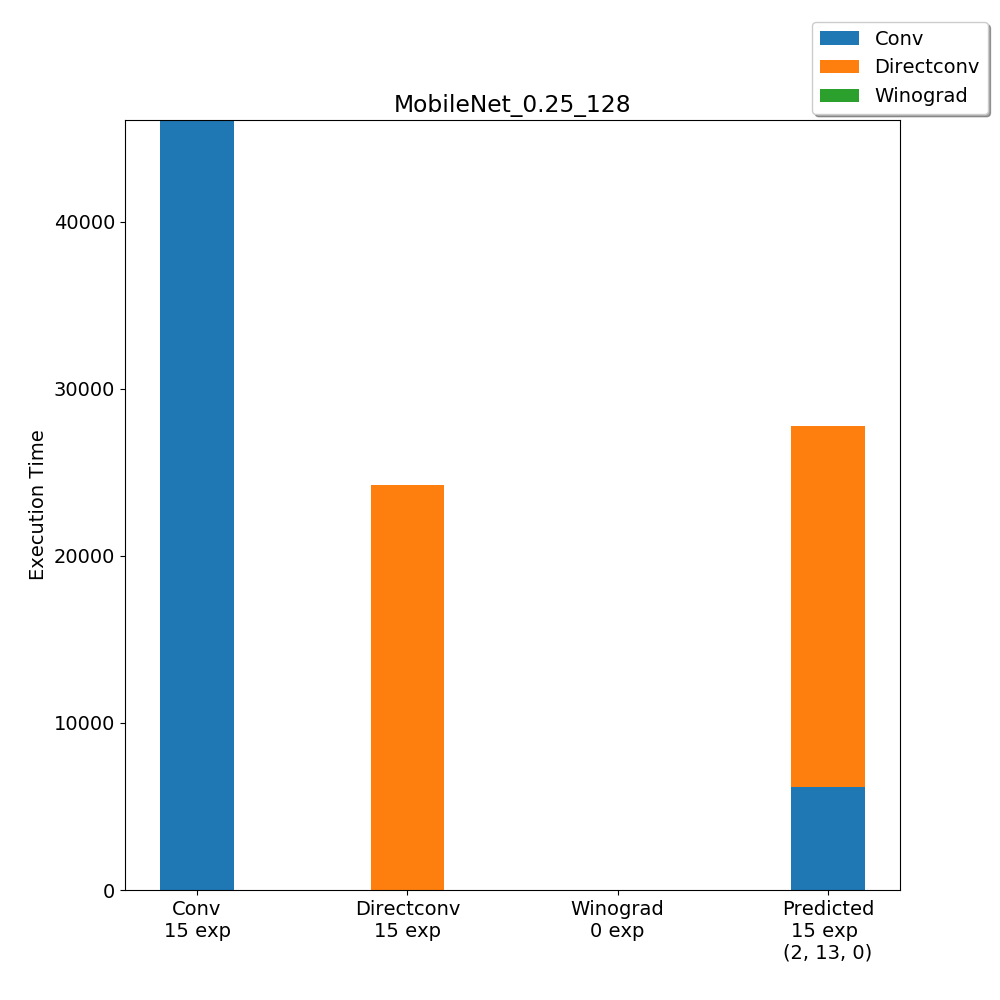 Conv
Directconv
Winograd
MobileNet_0.25_128
Execution Time
40000
30000
20000
10000
0
Conv
15 exp
Directconv
15 exp
Winograd
0 exp
Predicted
15 exp
(2, 13, 0)